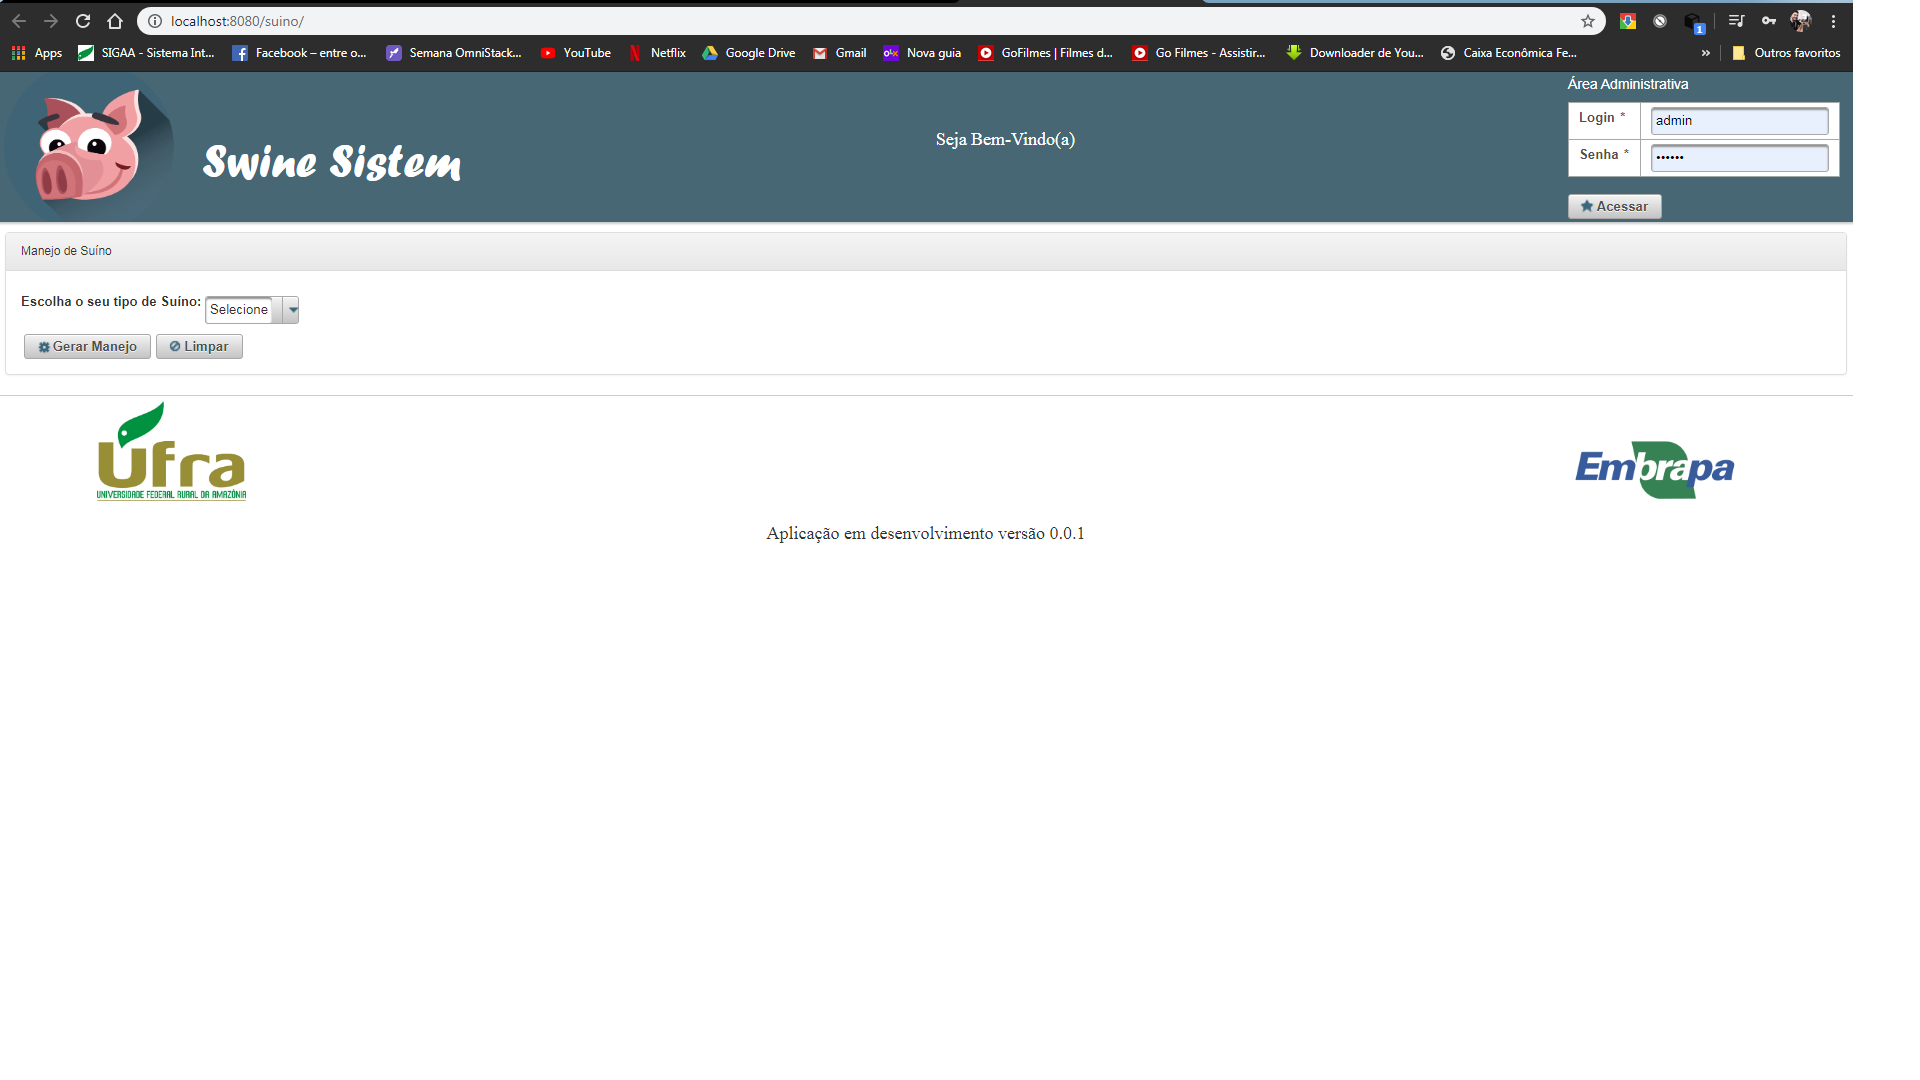 localhost:8080/suino/
1
Apps
SIGAA - Sistema Int...
Facebook – entre o...
Semana OmniStack...
YouTube
Netflix
Google Drive
Gmail
Nova guia
GoFilmes | Filmes d...
Go Filmes - Assistir...
Downloader de You...
Caixa Econômica Fe...
»
Outros favoritos
Swine Sistem
Seja Bem-Vindo(a)
Área Administrativa
Login *
admin
Senha *
••••••
Acessar
Manejo de Suíno
Escolha o seu tipo de Suíno:
Selecione
Gerar Manejo
Limpar
Ufra
UNIVERSIDADE FEDERAL RURAL DA AMAZÔNIA
Embrapa
Aplicação em desenvolvimento versão 0.0.1